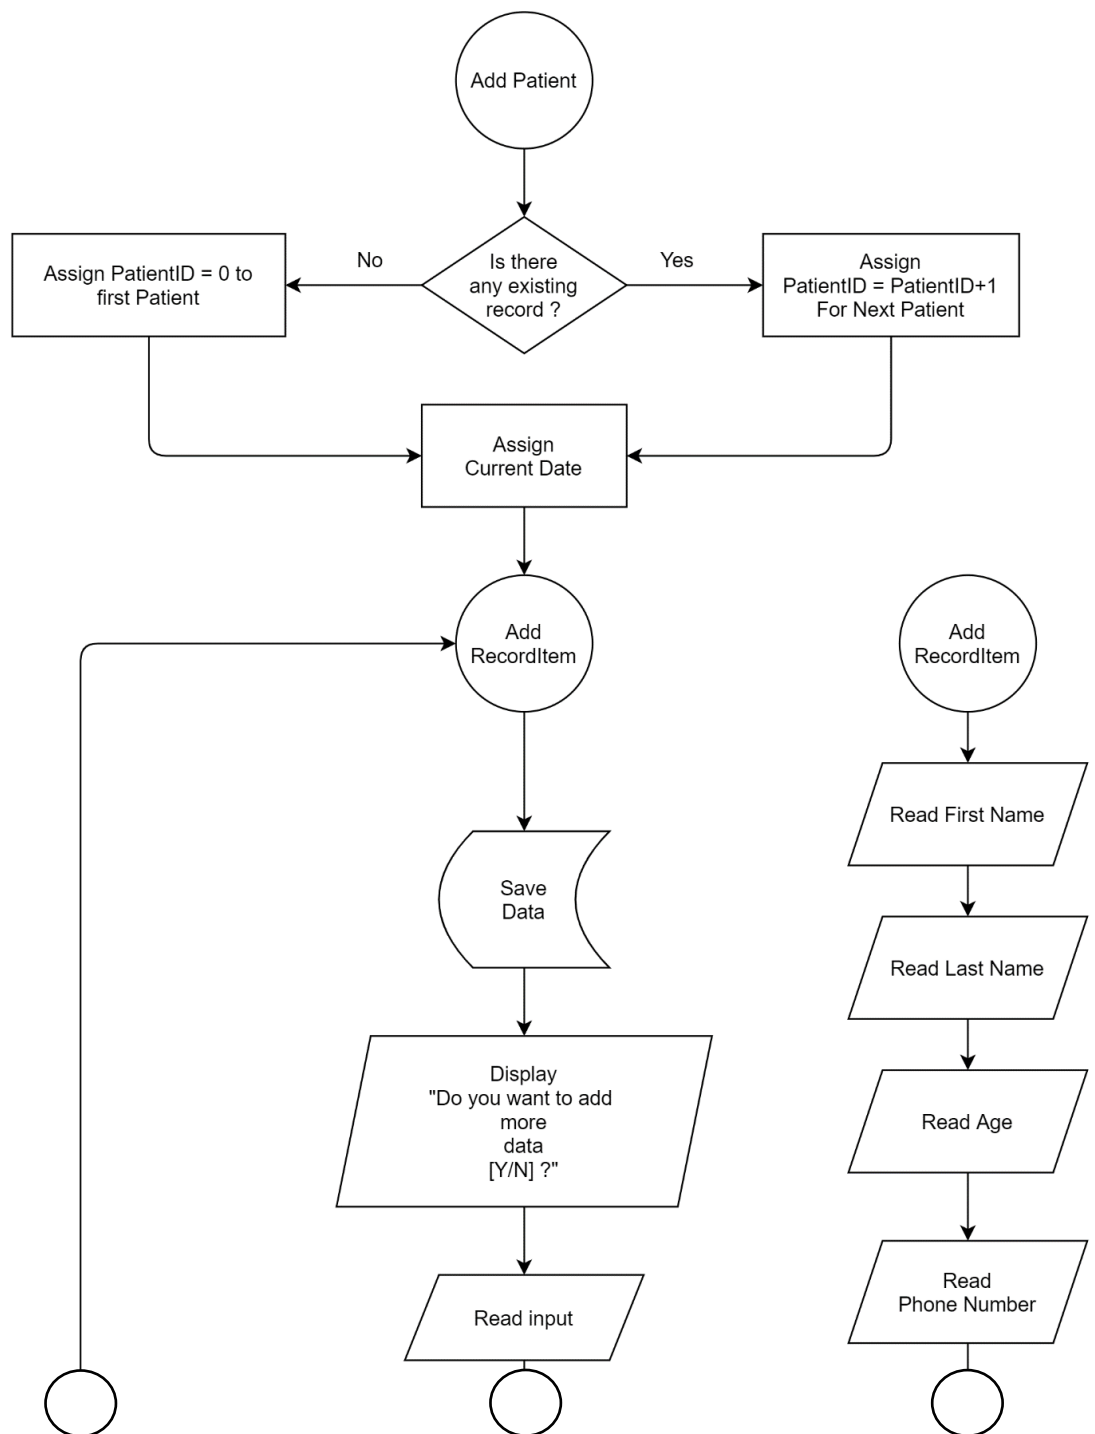 Add Patient
No
Yes
Assign PatientID = 0 to
first Patient
Is there
any existing
record ?
Assign
PatientID = PatientID+1
For Next Patient
Assign
Current Date
Add
RecordItem
Save
Data
Display
"Do you want to add
more
data
[Y/N] ?"
Read input
Add
RecordItem
Read First Name
Read Last Name
Read Age
Read
Phone Number